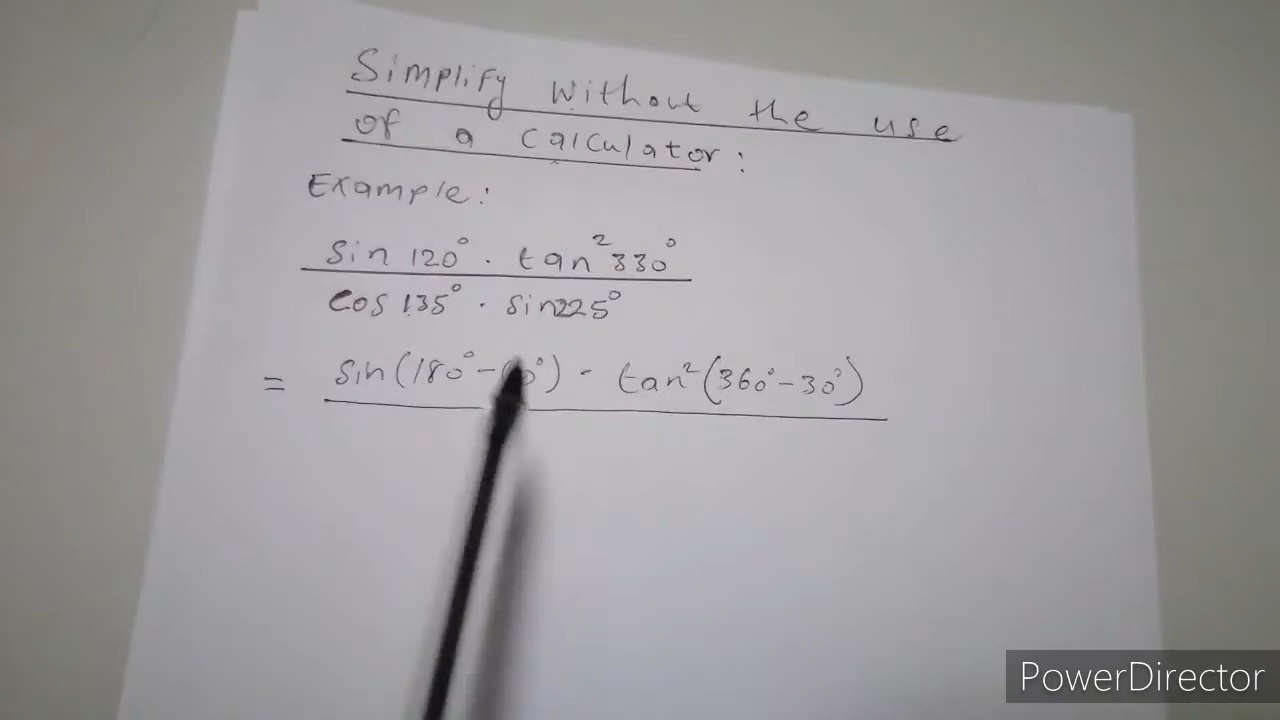 Simplify without the use
of a calculator:
Example:
sin 120° . tan² 330°
cos 135° . sin 225°
= sin(180° - 0°) . tan² (360° - 30°)
PowerDirector